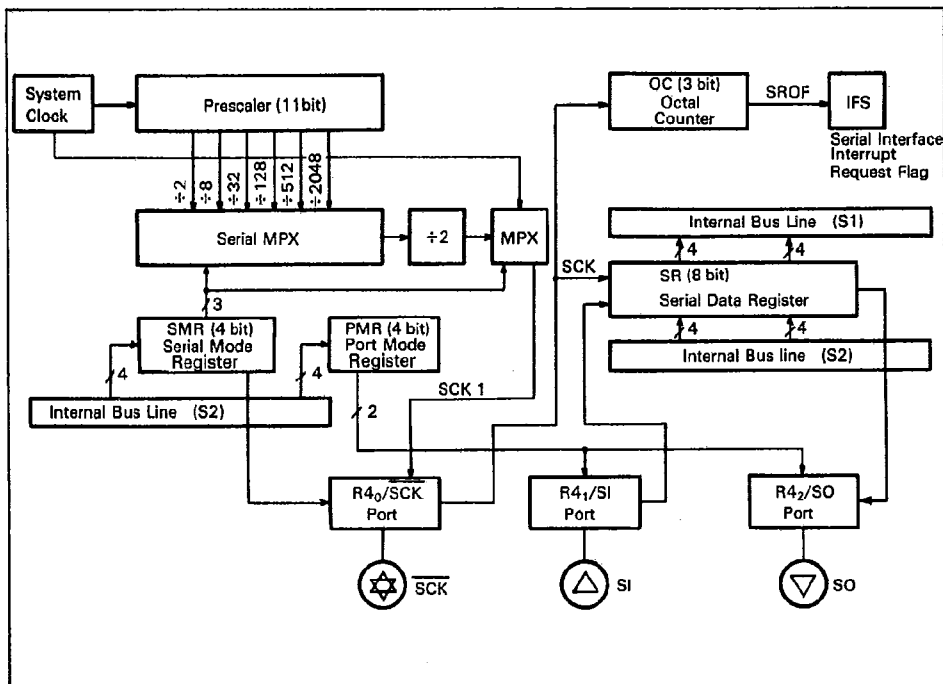 System
Clock
Prescaler (11bit)
÷2
÷8
÷32
÷128
÷512
÷2048
Serial MPX
÷2
MPX
OC (3 bit)
Octal
Counter
SROF
IFS
Serial Interface
Interrupt
Request Flag
Internal Bus Line (S1)
4
4
SCK
SR (8 bit)
Serial Data Register
4
4
Internal Bus line (S2)
3
SMR (4 bit)
Serial Mode
Register
PMR (4 bit)
Port Mode
Register
4
4
Internal Bus Line (S2)
2
SCK 1
R4₀/S̅C̅K̅
Port
R4₁/SI
Port
R4₂/SO
Port
S̅C̅K̅
SI
SO